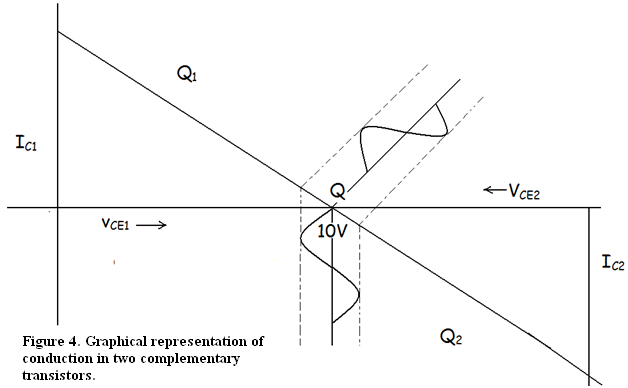 Q1
IC1
Q
VCE2
vCE1
10V
IC2
Q2
Figure 4. Graphical representation of
conduction in two complementary
transistors.